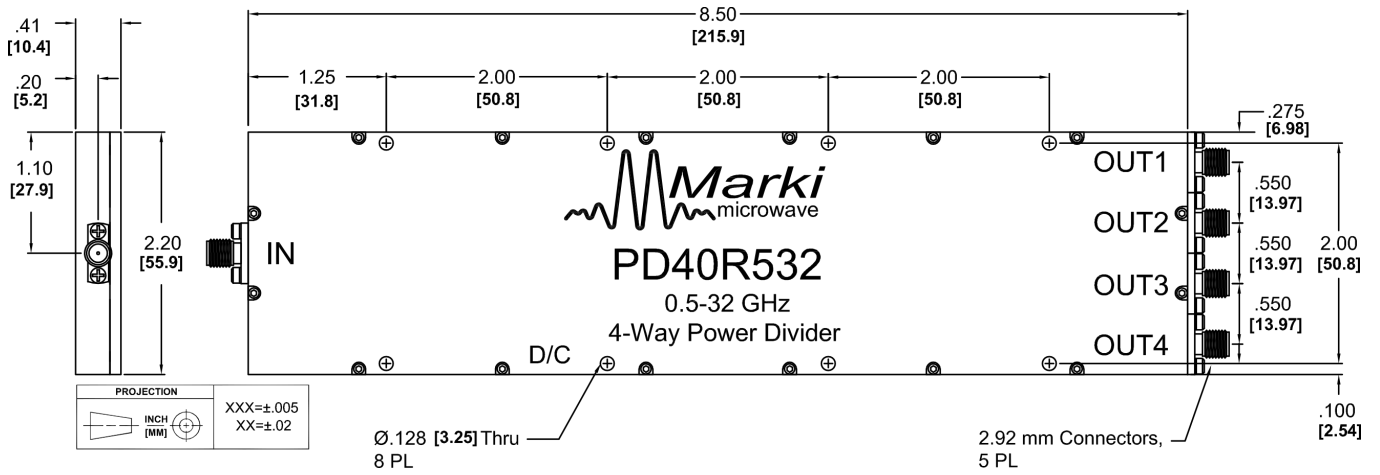 8.50
[215.9]
.41
[10.4]
.20
[5.2]
1.25
[31.8]
2.00
[50.8]
2.00
[50.8]
2.00
[50.8]
.275
[6.98]
1.10
[27.9]
2.20
[55.9]
IN
Marki
microwave
PD40R532
0.5-32 GHz
4-Way Power Divider
D/C
OUT1
OUT2
OUT3
OUT4
.550
[13.97]
.550
[13.97]
.550
[13.97]
2.00
[50.8]
.100
[2.54]
PROJECTION
INCH
[MM]
XXX=±.005
XX=±.02
Ø.128 [3.25] Thru
8 PL
2.92 mm Connectors,
5 PL